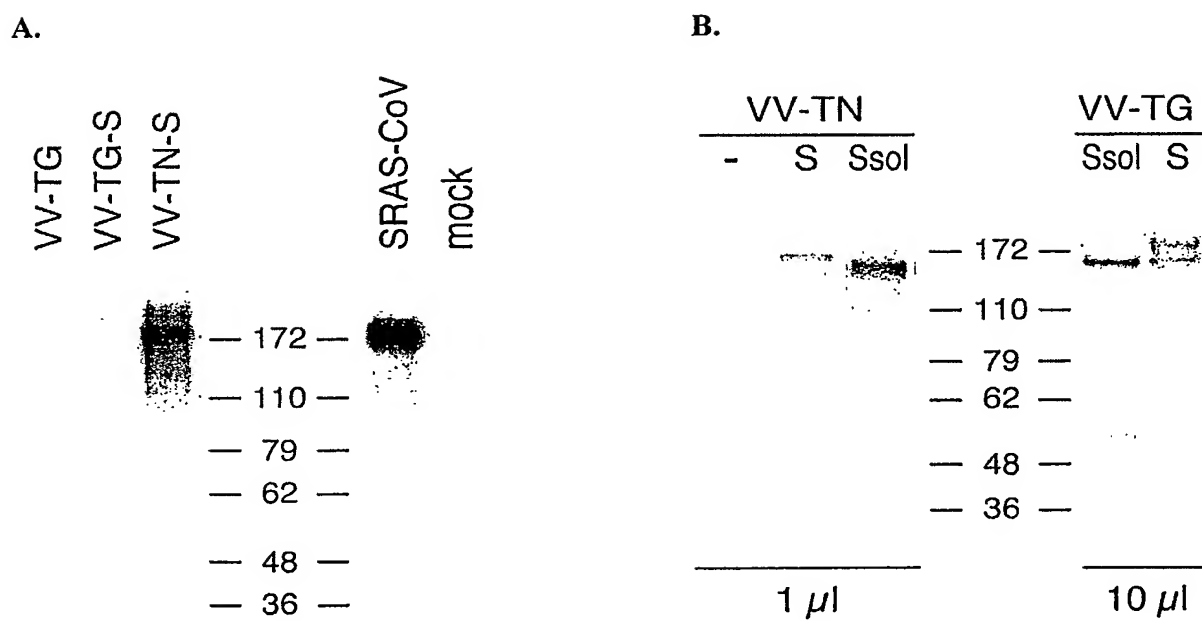 A.
VV-TG
VV-TG-S
VV-TN-S
SRAS-CoV
mock
— 172 —
— 110 —
— 79 —
— 62 —
— 48 —
— 36 —
B.
VV-TN
- S Ssol
VV-TG
Ssol S
— 172 —
— 110 —
— 79 —
— 62 —
— 48 —
— 36 —
1 µl
10 µl